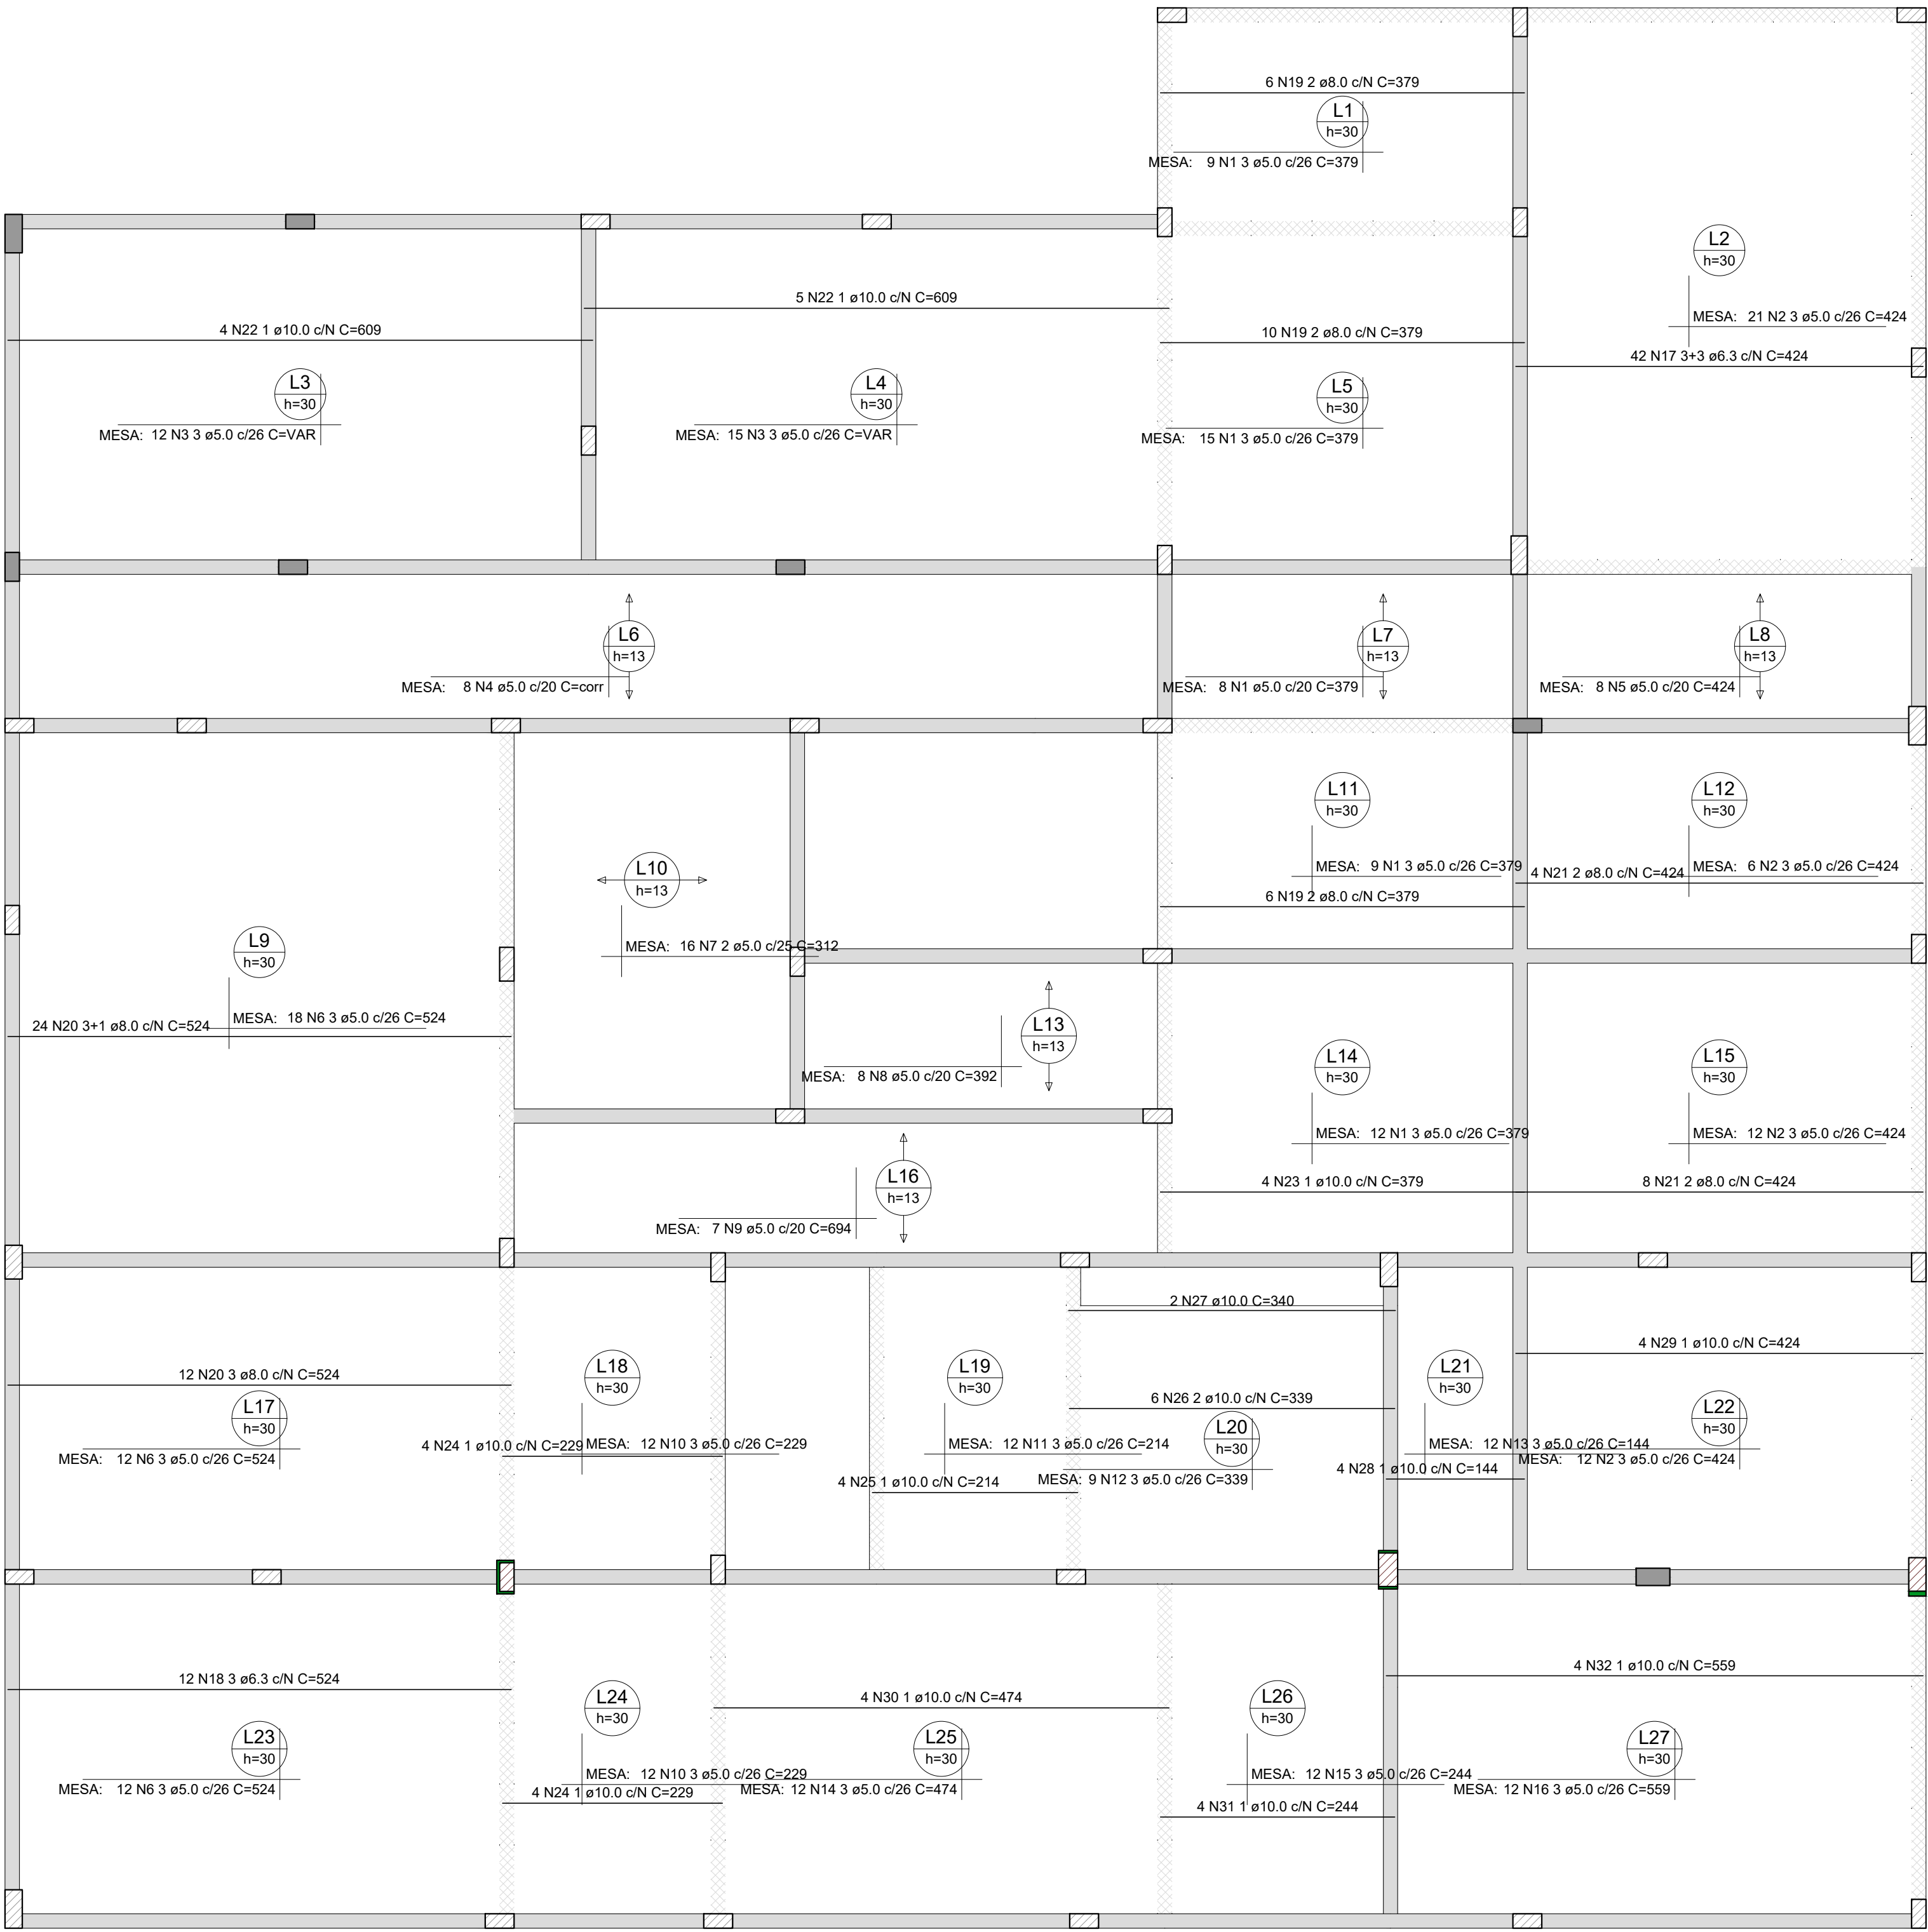 6 N19 2 ø8.0 c/N C=379
L1
h=30
MESA: 9 N1 3 ø5.0 c/26 C=379
L2
h=30
MESA: 21 N2 3 ø5.0 c/26 C=424
42 N17 3+3 ø6.3 c/N C=424
5 N22 1 ø10.0 c/N C=609
4 N22 1 ø10.0 c/N C=609
10 N19 2 ø8.0 c/N C=379
L3
h=30
MESA: 12 N3 3 ø5.0 c/26 C=VAR
L4
h=30
MESA: 15 N3 3 ø5.0 c/26 C=VAR
L5
h=30
MESA: 15 N1 3 ø5.0 c/26 C=379
L6
h=13
MESA: 8 N4 ø5.0 c/20 C=corr
L7
h=13
MESA: 8 N1 ø5.0 c/20 C=379
L8
h=13
MESA: 8 N5 ø5.0 c/20 C=424
L11
h=30
MESA: 9 N1 3 ø5.0 c/26 C=379
6 N19 2 ø8.0 c/N C=379
L12
h=30
MESA: 6 N2 3 ø5.0 c/26 C=424
4 N21 2 ø8.0 c/N C=424
L10
h=13
MESA: 16 N7 2 ø5.0 c/25 C=312
L9
h=30
MESA: 18 N6 3 ø5.0 c/26 C=524
24 N20 3+1 ø8.0 c/N C=524
L13
h=13
MESA: 8 N8 ø5.0 c/20 C=392
L14
h=30
MESA: 12 N1 3 ø5.0 c/26 C=379
4 N23 1 ø10.0 c/N C=379
L15
h=30
MESA: 12 N2 3 ø5.0 c/26 C=424
8 N21 2 ø8.0 c/N C=424
L16
h=13
MESA: 7 N9 ø5.0 c/20 C=694
2 N27 ø10.0 C=340
12 N20 3 ø8.0 c/N C=524
L17
h=30
MESA: 12 N6 3 ø5.0 c/26 C=524
L18
h=30
MESA: 12 N10 3 ø5.0 c/26 C=229
4 N24 1 ø10.0 c/N C=229
L19
h=30
MESA: 12 N11 3 ø5.0 c/26 C=214
4 N25 1 ø10.0 c/N C=214
6 N26 2 ø10.0 c/N C=339
L20
h=30
MESA: 9 N12 3 ø5.0 c/26 C=339
L21
h=30
MESA: 12 N13 3 ø5.0 c/26 C=144
4 N28 1 ø10.0 c/N C=144
4 N29 1 ø10.0 c/N C=424
L22
h=30
MESA: 12 N2 3 ø5.0 c/26 C=424
12 N18 3 ø6.3 c/N C=524
L23
h=30
MESA: 12 N6 3 ø5.0 c/26 C=524
L24
h=30
MESA: 12 N10 3 ø5.0 c/26 C=229
4 N24 1 ø10.0 c/N C=229
4 N30 1 ø10.0 c/N C=474
L25
h=30
MESA: 12 N14 3 ø5.0 c/26 C=474
L26
h=30
MESA: 12 N15 3 ø5.0 c/26 C=244
4 N31 1 ø10.0 c/N C=244
4 N32 1 ø10.0 c/N C=559
L27
h=30
MESA: 12 N16 3 ø5.0 c/26 C=559